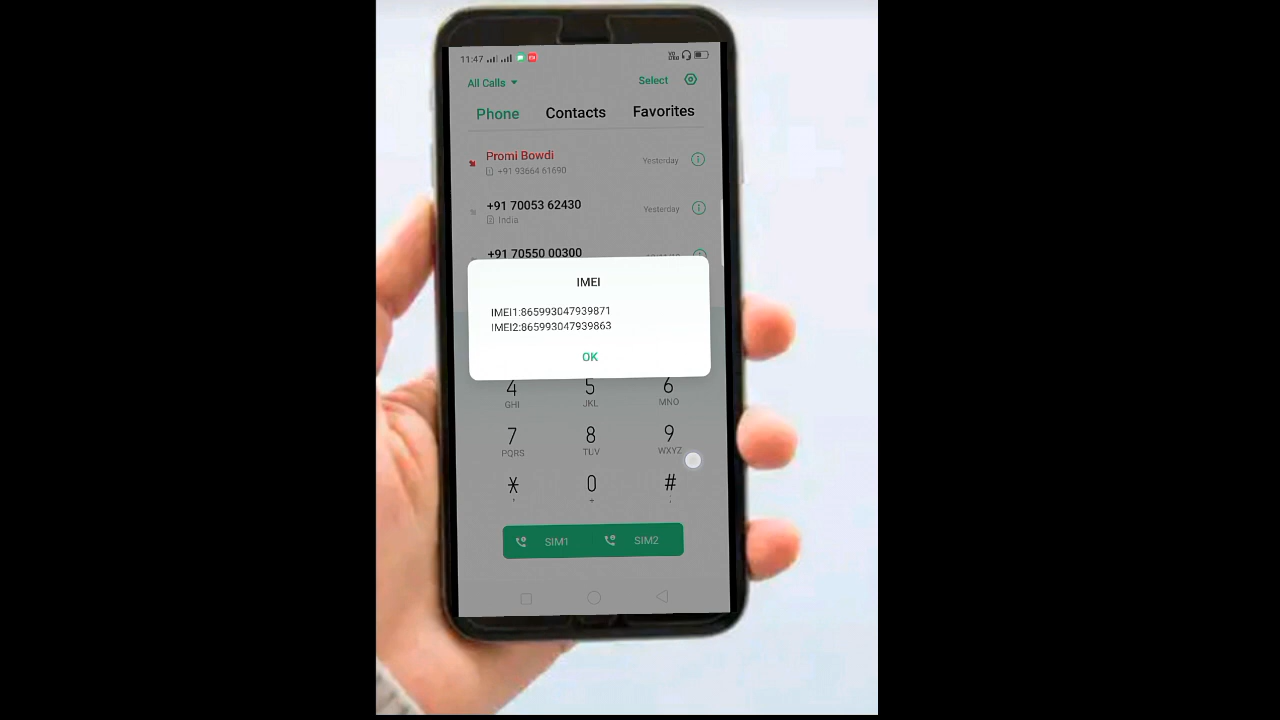 11:47
All Calls
Select
Phone Contacts Favorites
Promi Bowdi
Yesterday
+91 93664 61690
+91 70053 62430
Yesterday
India
+91 70550 00300
IMEI
IMEI1:865993047939871
IMEI2:865993047939863
OK
4 5 6
GHI JKL MNO
7 8 9
PQRS TUV WXYZ
* 0 #
, + ;
SIM1 SIM2